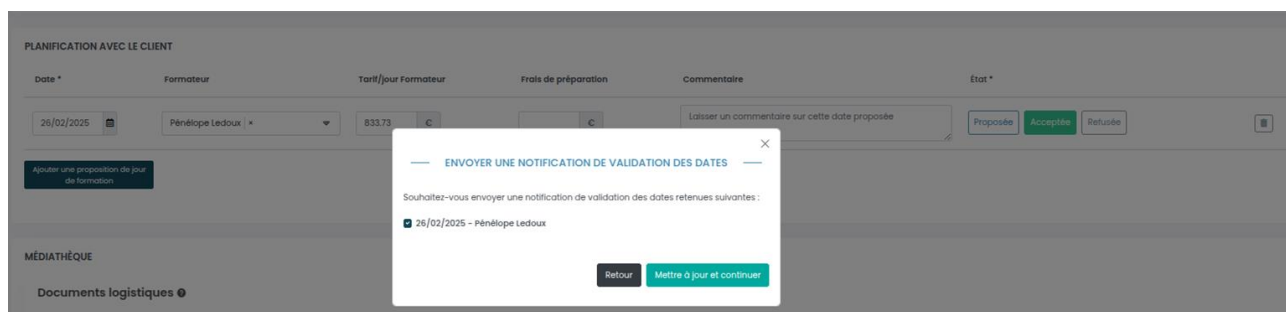 PLANIFICATION AVEC LE CLIENT
Date * Formateur Tarif/jour Formateur Frais de préparation Commentaire État *
26/02/2025 Pénélope Ledoux × 833.73 € € Laisser un commentaire sur cette date proposée Proposée Acceptée Refusée
Ajouter une proposition de jour
de formation
×
ENVOYER UNE NOTIFICATION DE VALIDATION DES DATES
Souhaitez-vous envoyer une notification de validation des dates retenues suivantes :
26/02/2025 - Pénélope Ledoux
Retour Mettre à jour et continuer
MÉDIATHÈQUE
Documents logistiques ?